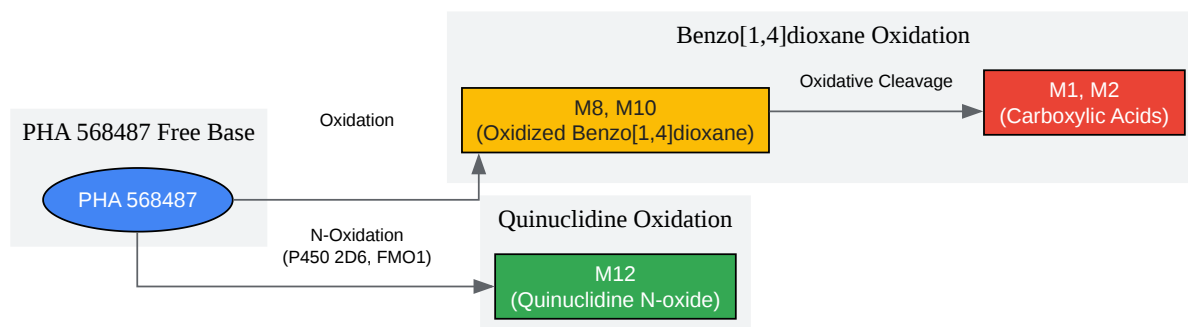 Benzo[1,4]dioxane Oxidation
PHA 568487 Free Base
PHA 568487
Oxidation
M8, M10
(Oxidized Benzo[1,4]dioxane)
Oxidative Cleavage
M1, M2
(Carboxylic Acids)
N-Oxidation
(P450 2D6, FMO1)
Quinuclidine Oxidation
M12
(Quinuclidine N-oxide)